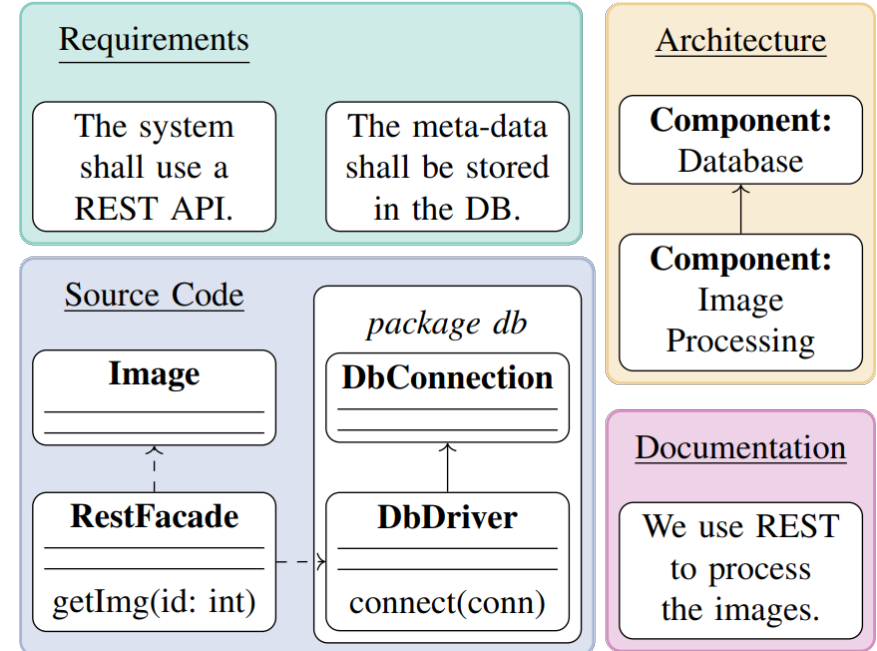 Requirements
The system
shall use a
REST API.
The meta-data
shall be stored
in the DB.
Architecture
Component:
Database
Component:
Image
Processing
Source Code
Image
RestFacade
getImg(id: int)
package db
DbConnection
DbDriver
connect(conn)
Documentation
We use REST
to process
the images.